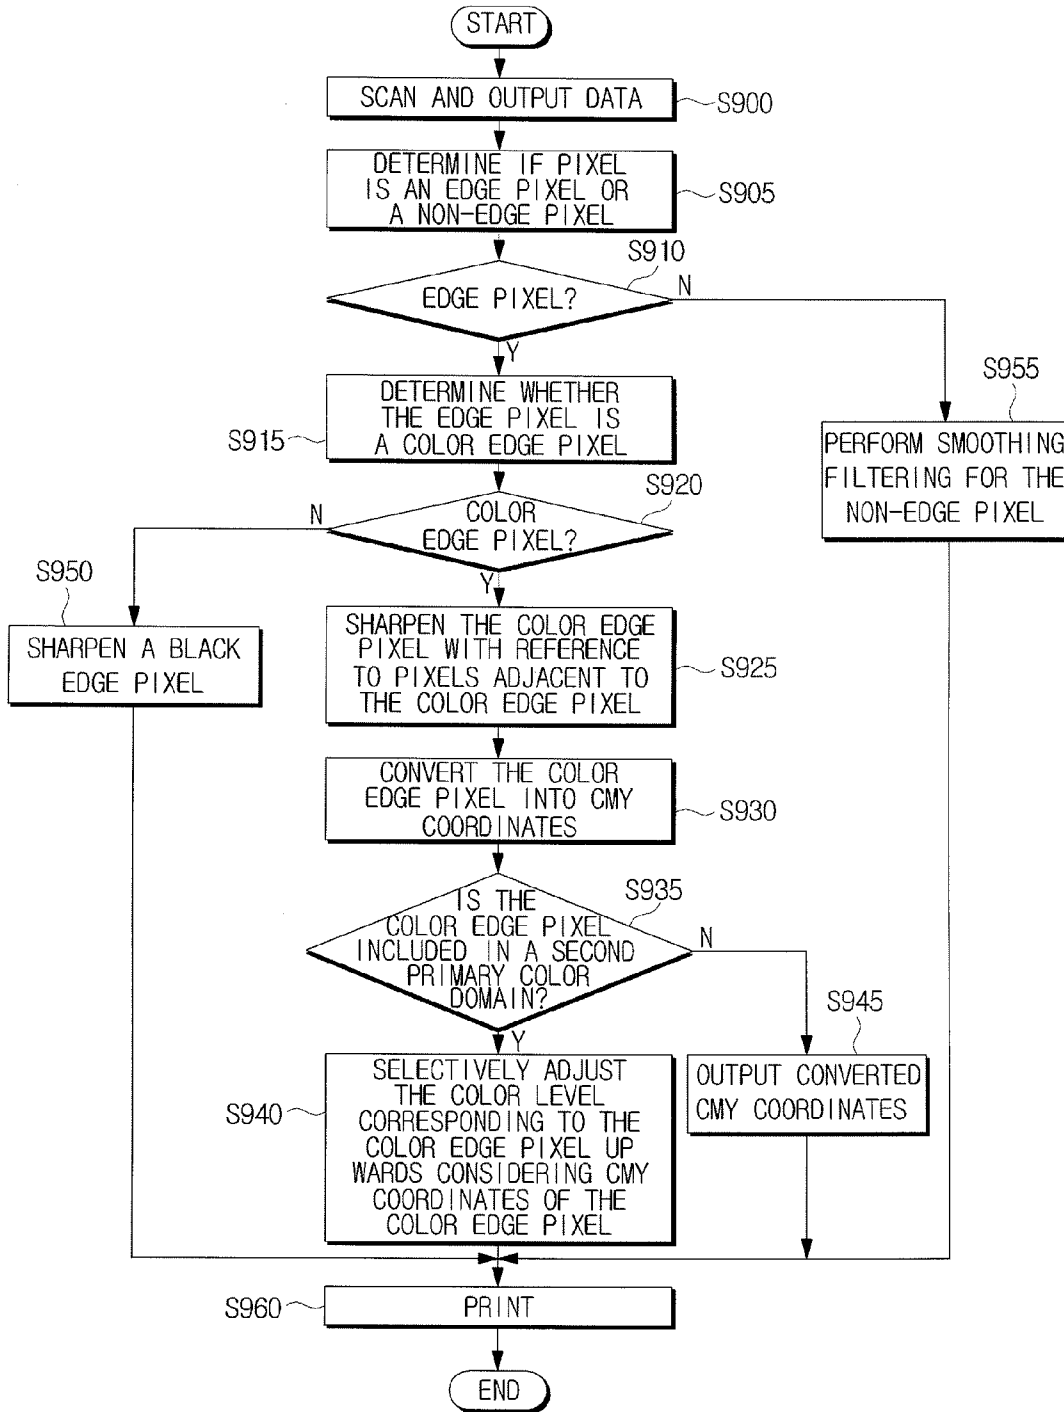 START
SCAN AND OUTPUT DATA
S900
DETERMINE IF PIXEL
IS AN EDGE PIXEL OR
A NON-EDGE PIXEL
S905
S910
EDGE PIXEL?
N
Y
DETERMINE WHETHER
THE EDGE PIXEL IS
A COLOR EDGE PIXEL
S915
S955
PERFORM SMOOTHING
FILTERING FOR THE
NON-EDGE PIXEL
S920
COLOR
EDGE PIXEL?
N
Y
S950
SHARPEN A BLACK
EDGE PIXEL
SHARPEN THE COLOR EDGE
PIXEL WITH REFERENCE
TO PIXELS ADJACENT TO
THE COLOR EDGE PIXEL
S925
CONVERT THE COLOR
EDGE PIXEL INTO CMY
COORDINATES
S930
S935
IS THE
COLOR EDGE PIXEL
INCLUDED IN A SECOND
PRIMARY COLOR
DOMAIN?
N
Y
S945
OUTPUT CONVERTED
CMY COORDINATES
S940
SELECTIVELY ADJUST
THE COLOR LEVEL
CORRESPONDING TO THE
COLOR EDGE PIXEL UP
WARDS CONSIDERING CMY
COORDINATES OF THE
COLOR EDGE PIXEL
S960
PRINT
END